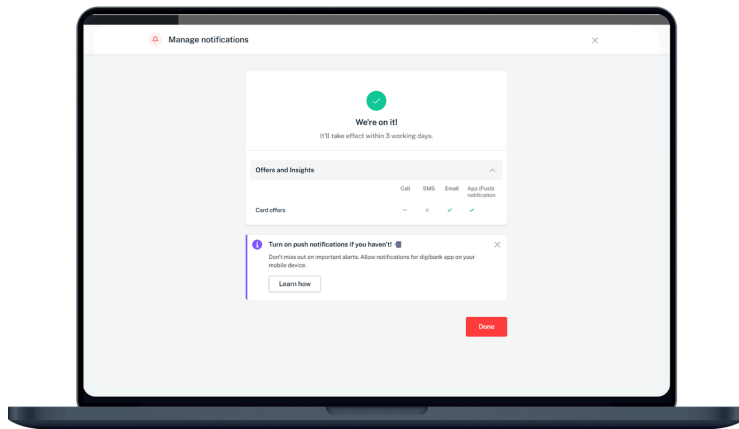 Manage notifications
We're on it!
It'll take effect within 3 working days.
Offers and Insights
Call SMS Email App (Push) notification
Card offers
Turn on push notifications if you haven't!
Don't miss out on important alerts. Allow notifications for digibank app on your
mobile device.
Learn how
Done